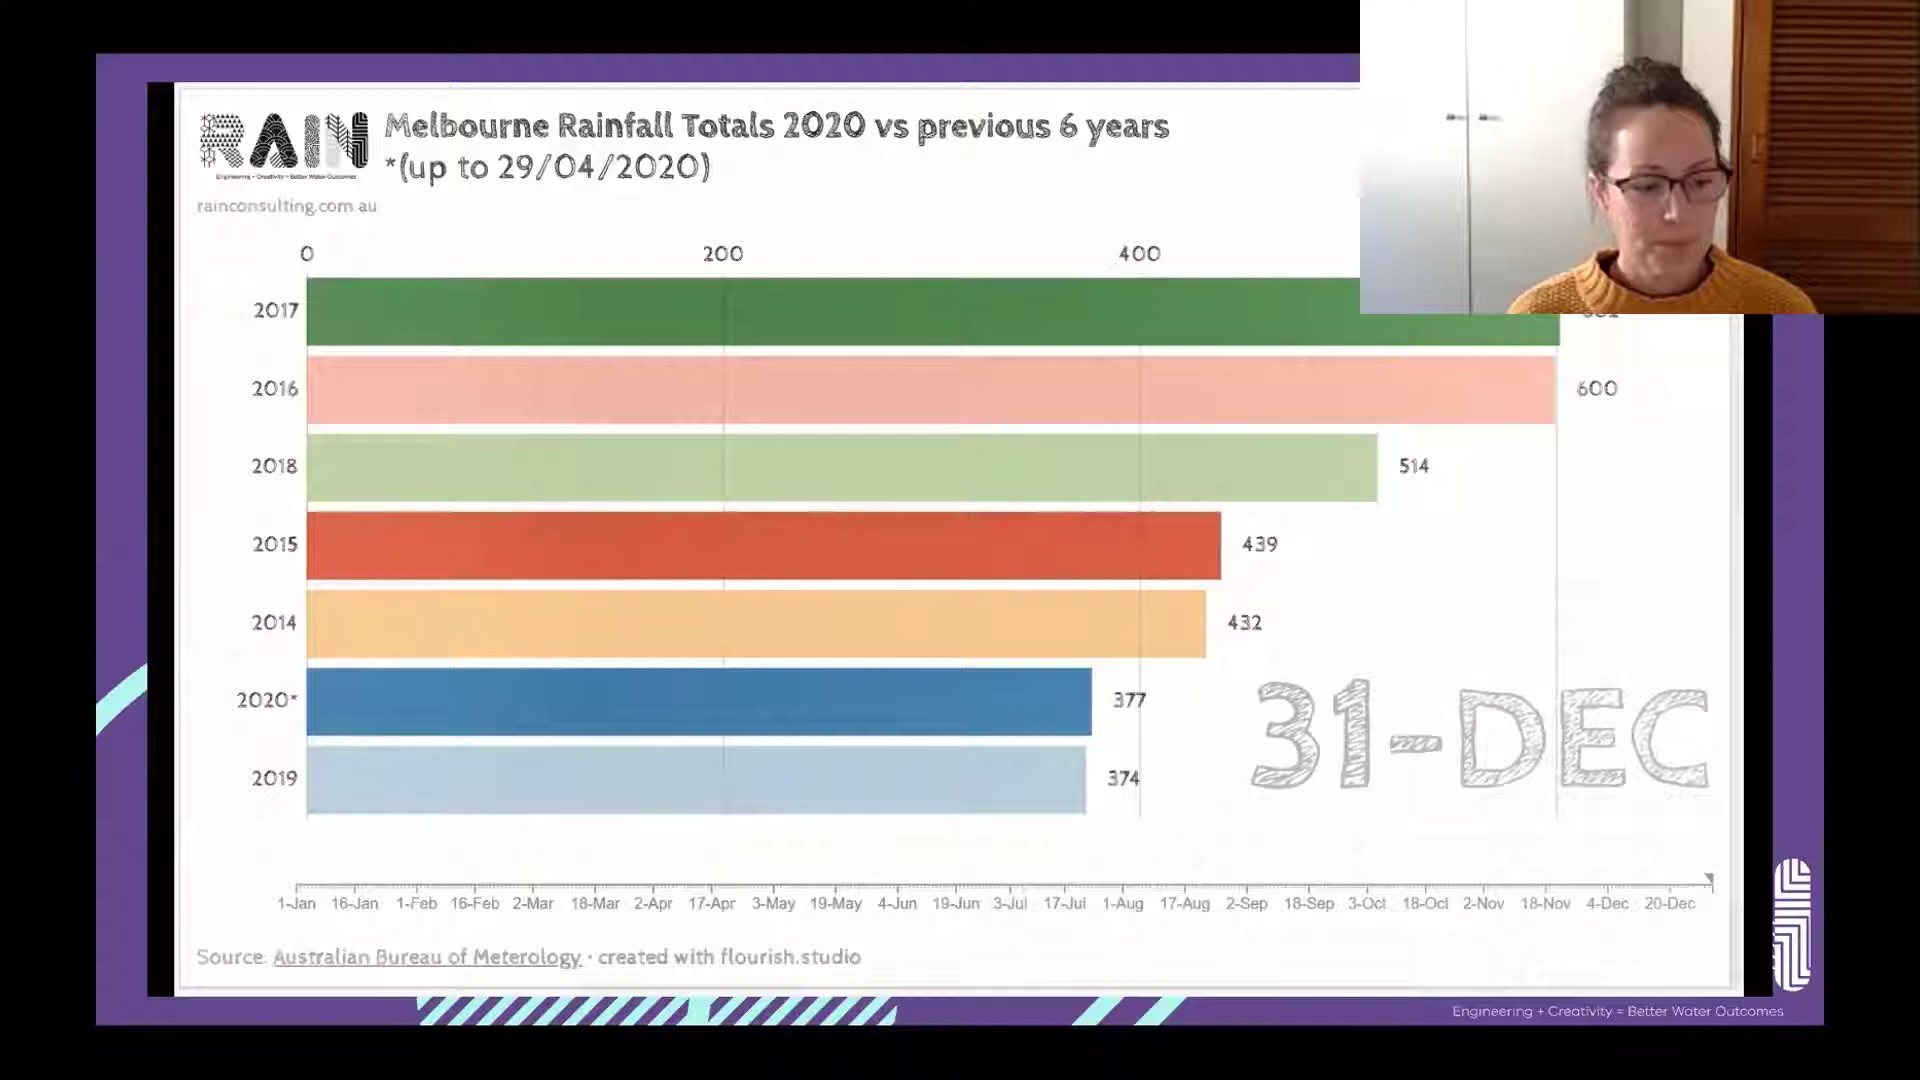 RAIN
Engineering + Creativity = Better Water Outcomes
Melbourne Rainfall Totals 2020 vs previous 6 years
*(up to 29/04/2020)
rainconsulting.com.au
0 200 400
2017
2016 600
2018 514
2015 439
2014 432
2020* 377
2019 374
31-DEC
1-Jan 16-Jan 1-Feb 16-Feb 2-Mar 18-Mar 2-Apr 17-Apr 3-May 19-May 4-Jun 19-Jun 3-Jul 17-Jul 1-Aug 17-Aug 2-Sep 18-Sep 3-Oct 18-Oct 2-Nov 18-Nov 4-Dec 20-Dec
Source: Australian Bureau of Meterology • created with flourish.studio
Engineering + Creativity = Better Water Outcomes